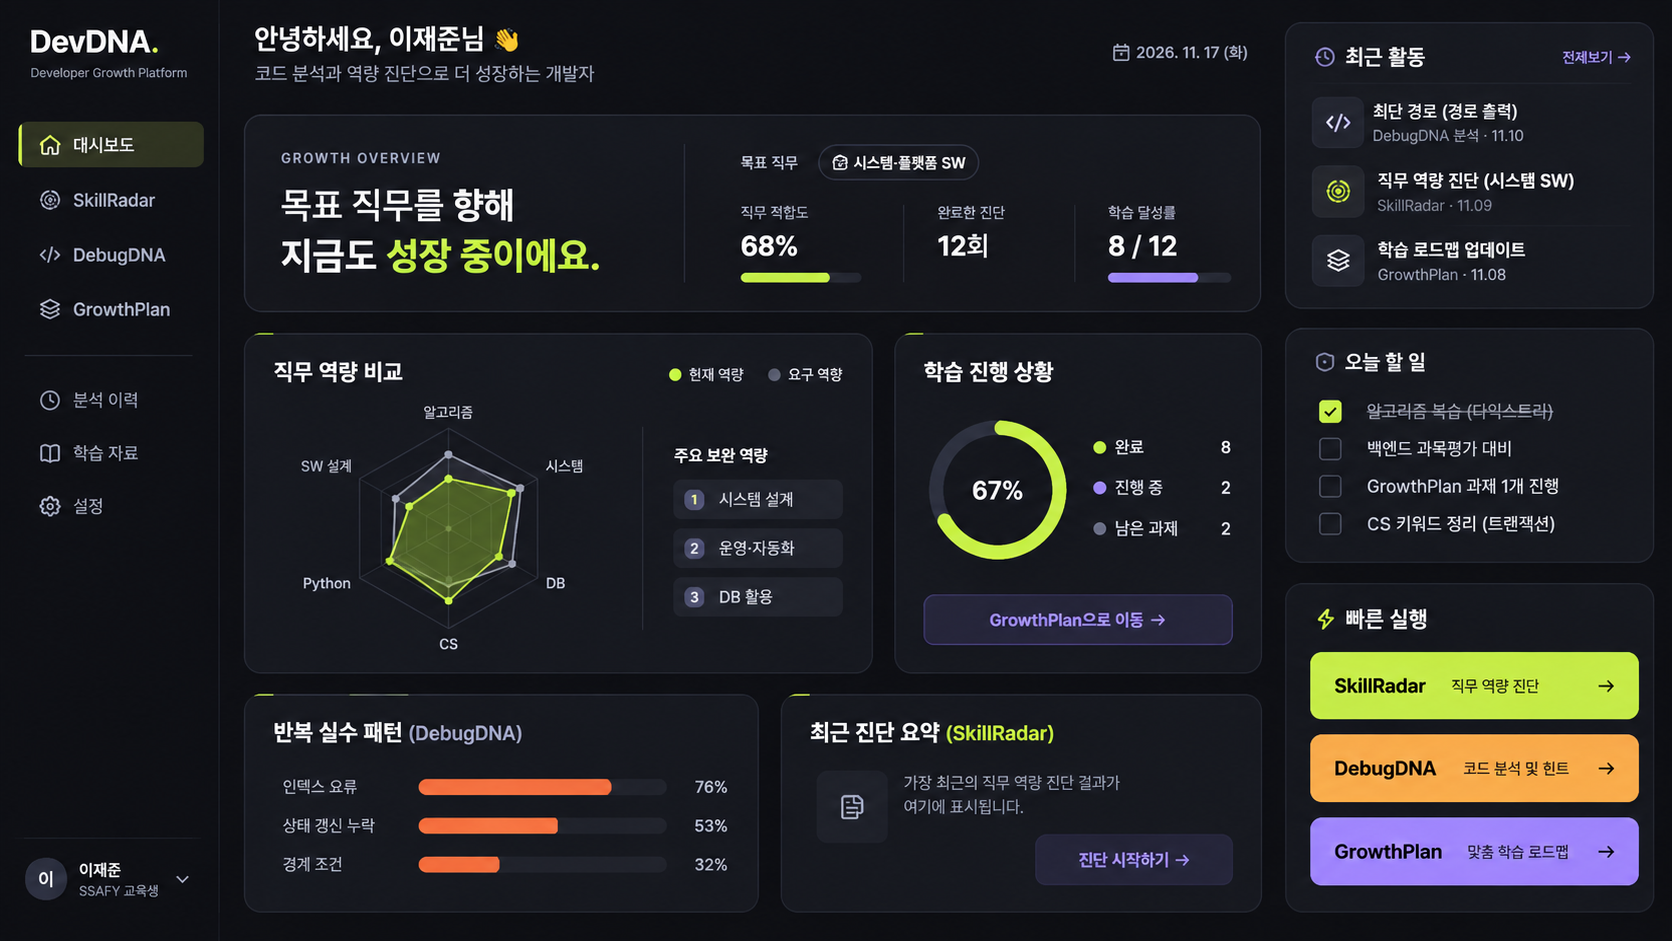 DevDNA.
Developer Growth Platform
대시보도
SkillRadar
DebugDNA
GrowthPlan
분석 이력
학습 자료
설정
이
이재준
SSAFY 교육생
안녕하세요, 이재준님 👋
코드 분석과 역량 진단으로 더 성장하는 개발자
2026. 11. 17 (화)
GROWTH OVERVIEW
목표 직무를 향해
지금도 성장 중이에요.
목표 직무
시스템·플랫폼 SW
직무 적합도
68%
완료한 진단
12회
학습 달성률
8 / 12
직무 역량 비교
현재 역량
요구 역량
알고리즘
SW 설계
시스템
Python
DB
CS
주요 보완 역량
1 시스템 설계
2 운영·자동화
3 DB 활용
학습 진행 상황
67%
완료 8
진행 중 2
남은 과제 2
GrowthPlan으로 이동 →
반복 실수 패턴 (DebugDNA)
인덱스 요류 76%
상태 갱신 누락 53%
경계 조건 32%
최근 진단 요약 (SkillRadar)
가장 최근의 직무 역량 진단 결과가
여기에 표시됩니다.
진단 시작하기 →
최근 활동
전체보기 →
최단 경로 (경로 출력)
DebugDNA 분석 · 11.10
직무 역량 진단 (시스템 SW)
SkillRadar · 11.09
학습 로드맵 업데이트
GrowthPlan · 11.08
오늘 할 일
알고리즘 복습 (다익스트라)
백엔드 과목평가 대비
GrowthPlan 과제 1개 진행
CS 키워드 정리 (트랜잭션)
빠른 실행
SkillRadar 직무 역량 진단 →
DebugDNA 코드 분석 및 힌트 →
GrowthPlan 맞춤 학습 로드맵 →